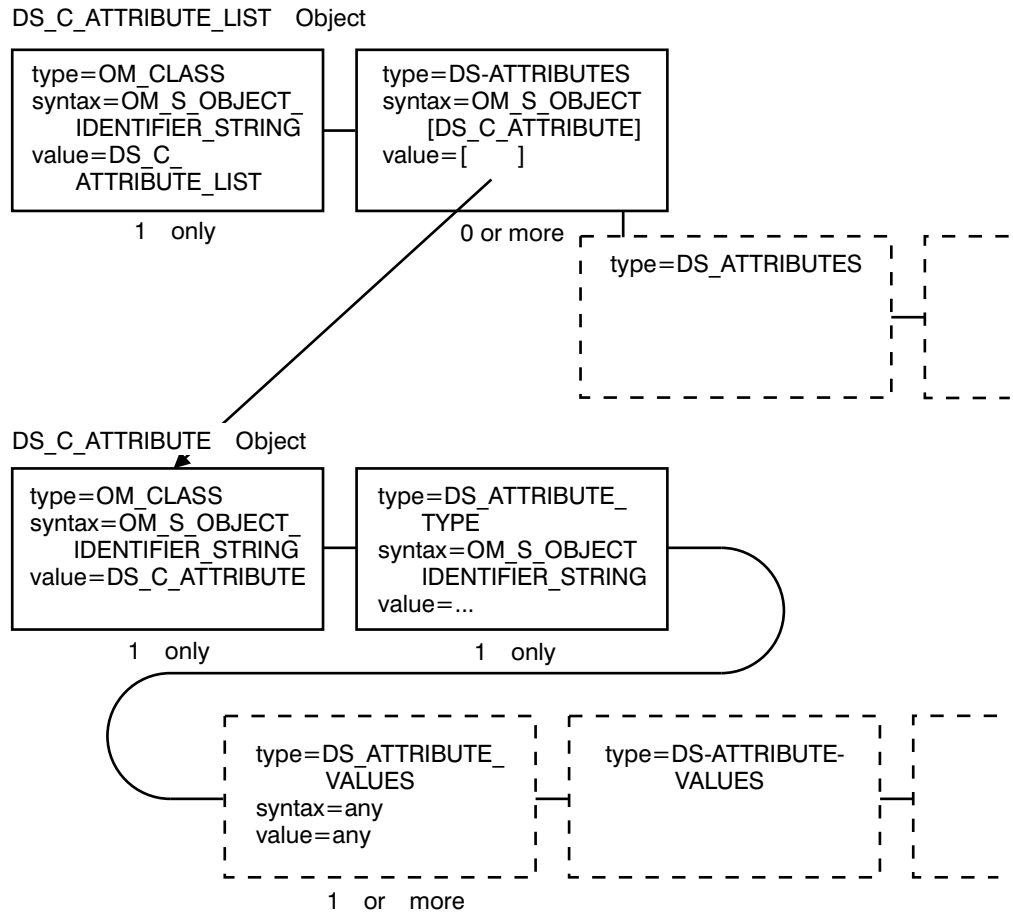 DS_C_ATTRIBUTE_LIST Object
type=OM_CLASS
syntax=OM_S_OBJECT_
IDENTIFIER_STRING
value=DS_C_
ATTRIBUTE_LIST
1 only
type=DS-ATTRIBUTES
syntax=OM_S_OBJECT
[DS_C_ATTRIBUTE]
value=[ ]
0 or more
type=DS_ATTRIBUTES
DS_C_ATTRIBUTE Object
type=OM_CLASS
syntax=OM_S_OBJECT_
IDENTIFIER_STRING
value=DS_C_ATTRIBUTE
1 only
type=DS_ATTRIBUTE_
TYPE
syntax=OM_S_OBJECT
IDENTIFIER_STRING
value=...
1 only
type=DS_ATTRIBUTE_
VALUES
syntax=any
value=any
1 or more
type=DS-ATTRIBUTE-
VALUES